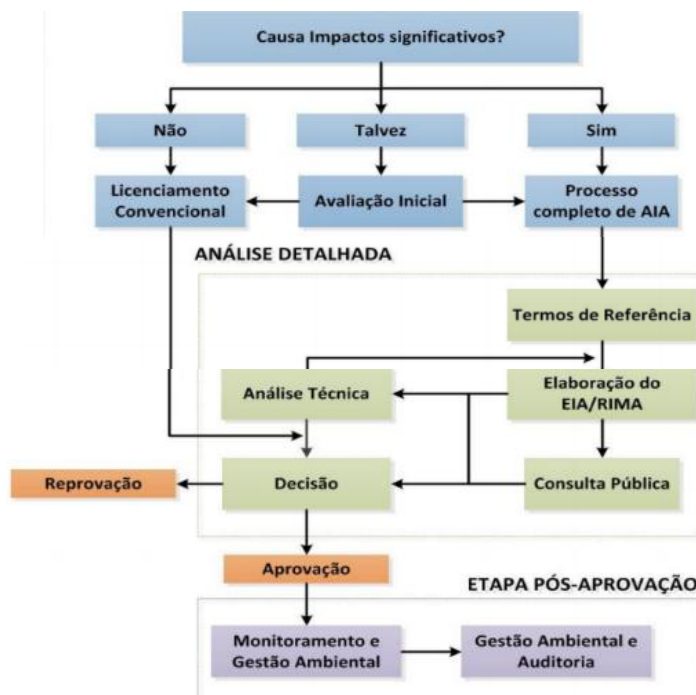 Causa Impactos significativos?
Não
Talvez
Sim
Licenciamento
Convencional
Avaliação Inicial
Processo
completo de AIA
ANÁLISE DETALHADA
Termos de Referência
Análise Técnica
Elaboração do
EIA/RIMA
Reprovação
Decisão
Consulta Pública
Aprovação
ETAPA PÓS-APROVAÇÃO
Monitoramento e
Gestão Ambiental
Gestão Ambiental e
Auditoria